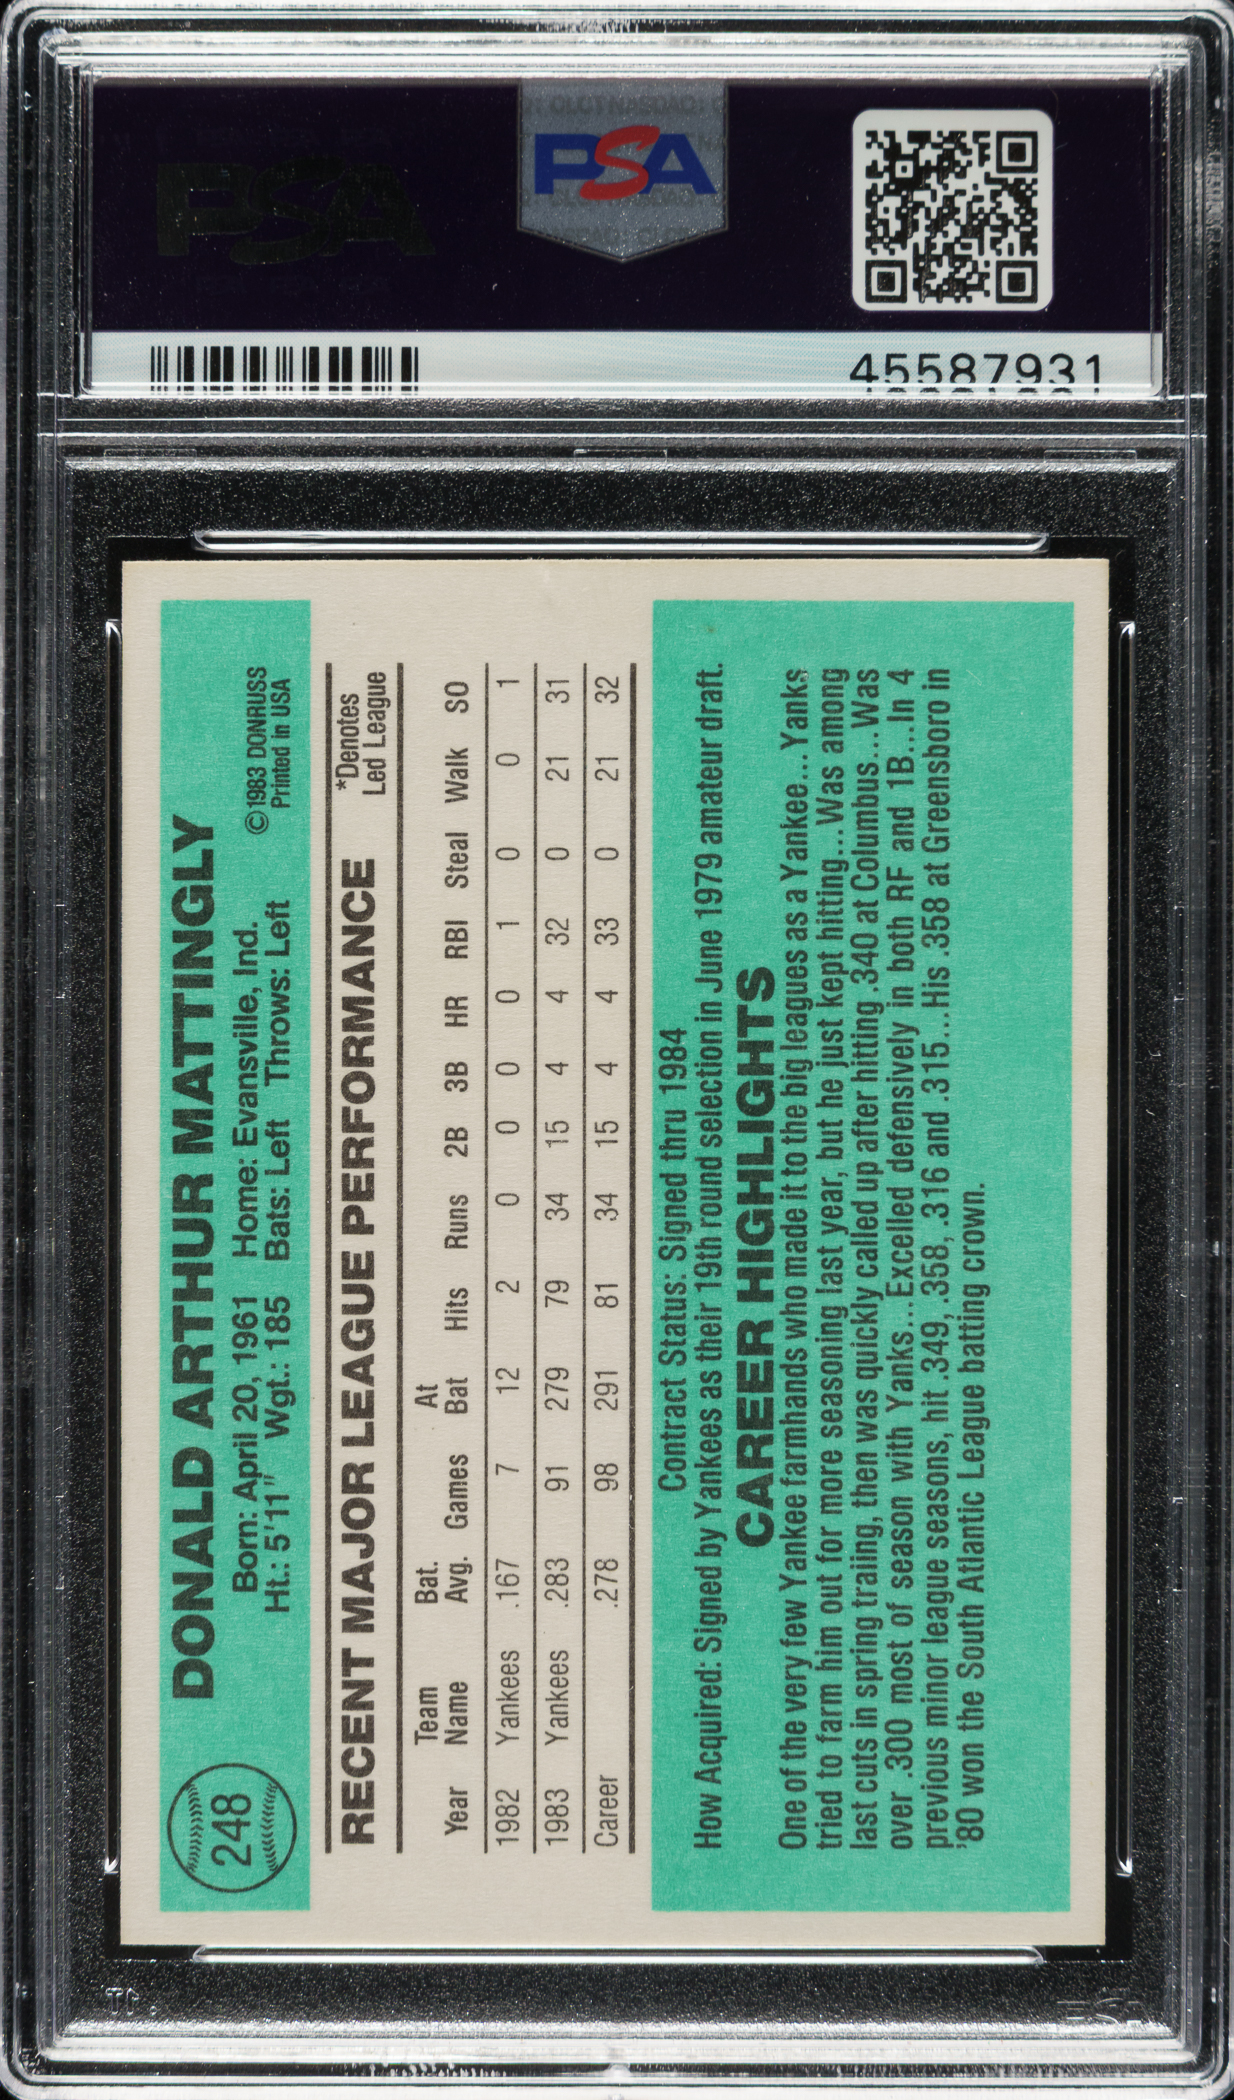 PSA
PSA
45587931
248
DONALD ARTHUR MATTINGLY
Born: April 20, 1961 Home: Evansville, Ind.
Ht.: 5'11" Wgt.: 185 Bats: Left Throws: Left
©1983 DONRUSS
Printed in USA
RECENT MAJOR LEAGUE PERFORMANCE
*Denotes
Led League
Year Team Name Bat. Avg. Games At Bat Hits Runs 2B 3B HR RBI Steal Walk SO
1982 Yankees .167 7 12 2 0 0 0 0 1 0 0 1
1983 Yankees .283 91 279 79 34 15 4 4 32 0 21 31
Career .278 98 291 81 34 15 4 4 33 0 21 32
Contract Status: Signed thru 1984
How Acquired: Signed by Yankees as their 19th round selection in June 1979 amateur draft.
CAREER HIGHLIGHTS
One of the very few Yankee farmhands who made it to the big leagues as a Yankee...Yanks
tried to farm him out for more seasoning last year, but he just kept hitting...Was among
last cuts in spring traing, then was quickly called up after hitting .340 at Columbus...Was
over .300 most of season with Yanks...Excelled defensively in both RF and 1B...In 4
previous minor league seasons, hit .349, .358, .316 and .315...His .358 at Greensboro in
'80 won the South Atlantic League batting crown.